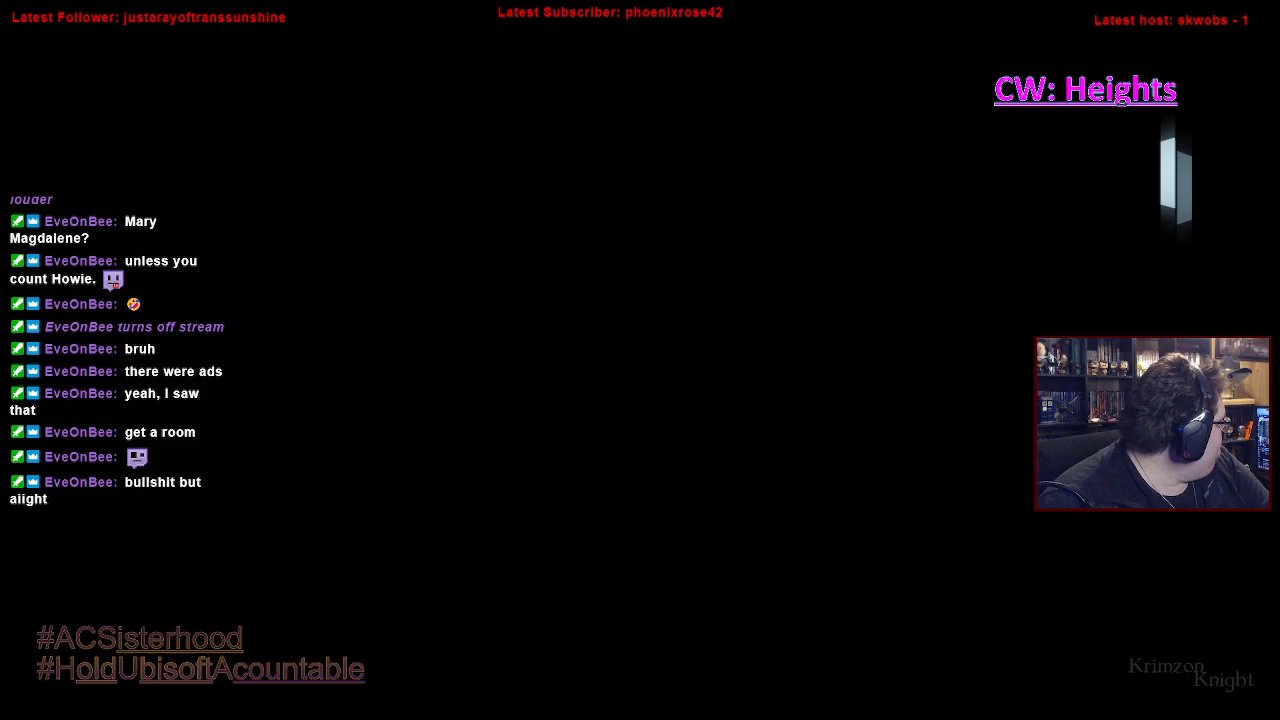 Latest Follower: justarayoftranssunshine
Latest Subscriber: phoenixrose42
Latest host: skwobs - 1
CW: Heights
louder
EveOnBee: Mary
Magdalene?
EveOnBee: unless you
count Howie.
EveOnBee:
EveOnBee turns off stream
EveOnBee: bruh
EveOnBee: there were ads
EveOnBee: yeah, I saw
that
EveOnBee: get a room
EveOnBee:
EveOnBee: bullshit but
aiight
#ACSisterhood
#HoldUbisoftAcountable
Krimzon
Knight